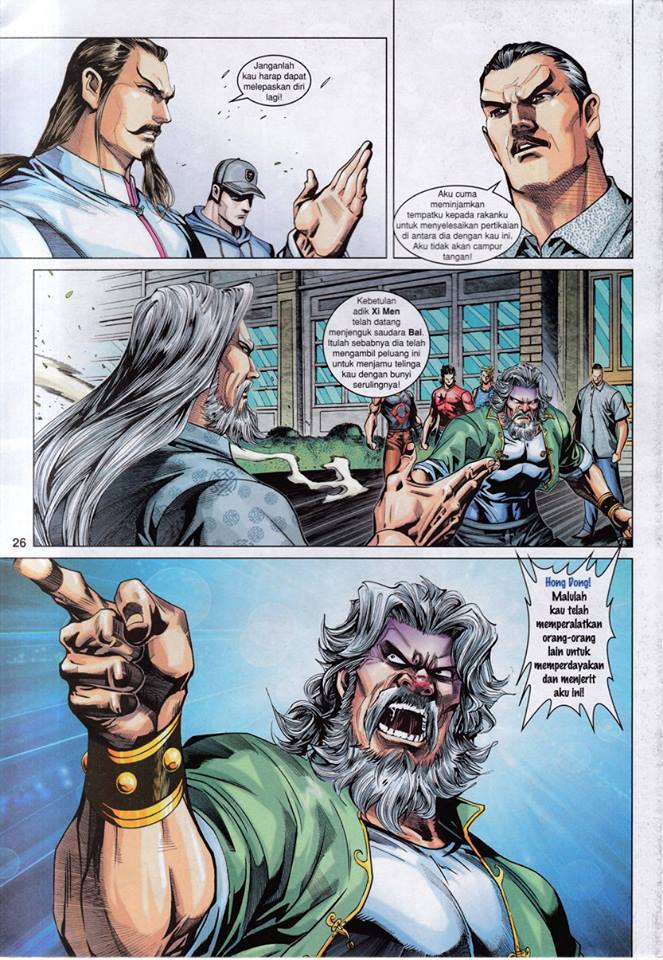 Janganlah
kau harap dapat
melepaskan diri
lagi!
Aku cuma
meminjamkan
tempatku kepada rakanku
untuk menyelesaikan pertikaian
di antara dia dengan kau ini.
Aku tidak akan campur
tangan!
Kebetulan
adik Xi Men
telah datang
menjenguk saudara Bai.
Itulah sebabnya dia telah
mengambil peluang ini
untuk menjamu telinga
kau dengan bunyi
serulingnya!
26
Hong Dong!
Malulah
kau telah
memperalatkan
orang-orang
lain untuk
memperdayakan
dan menjerit
aku ini!